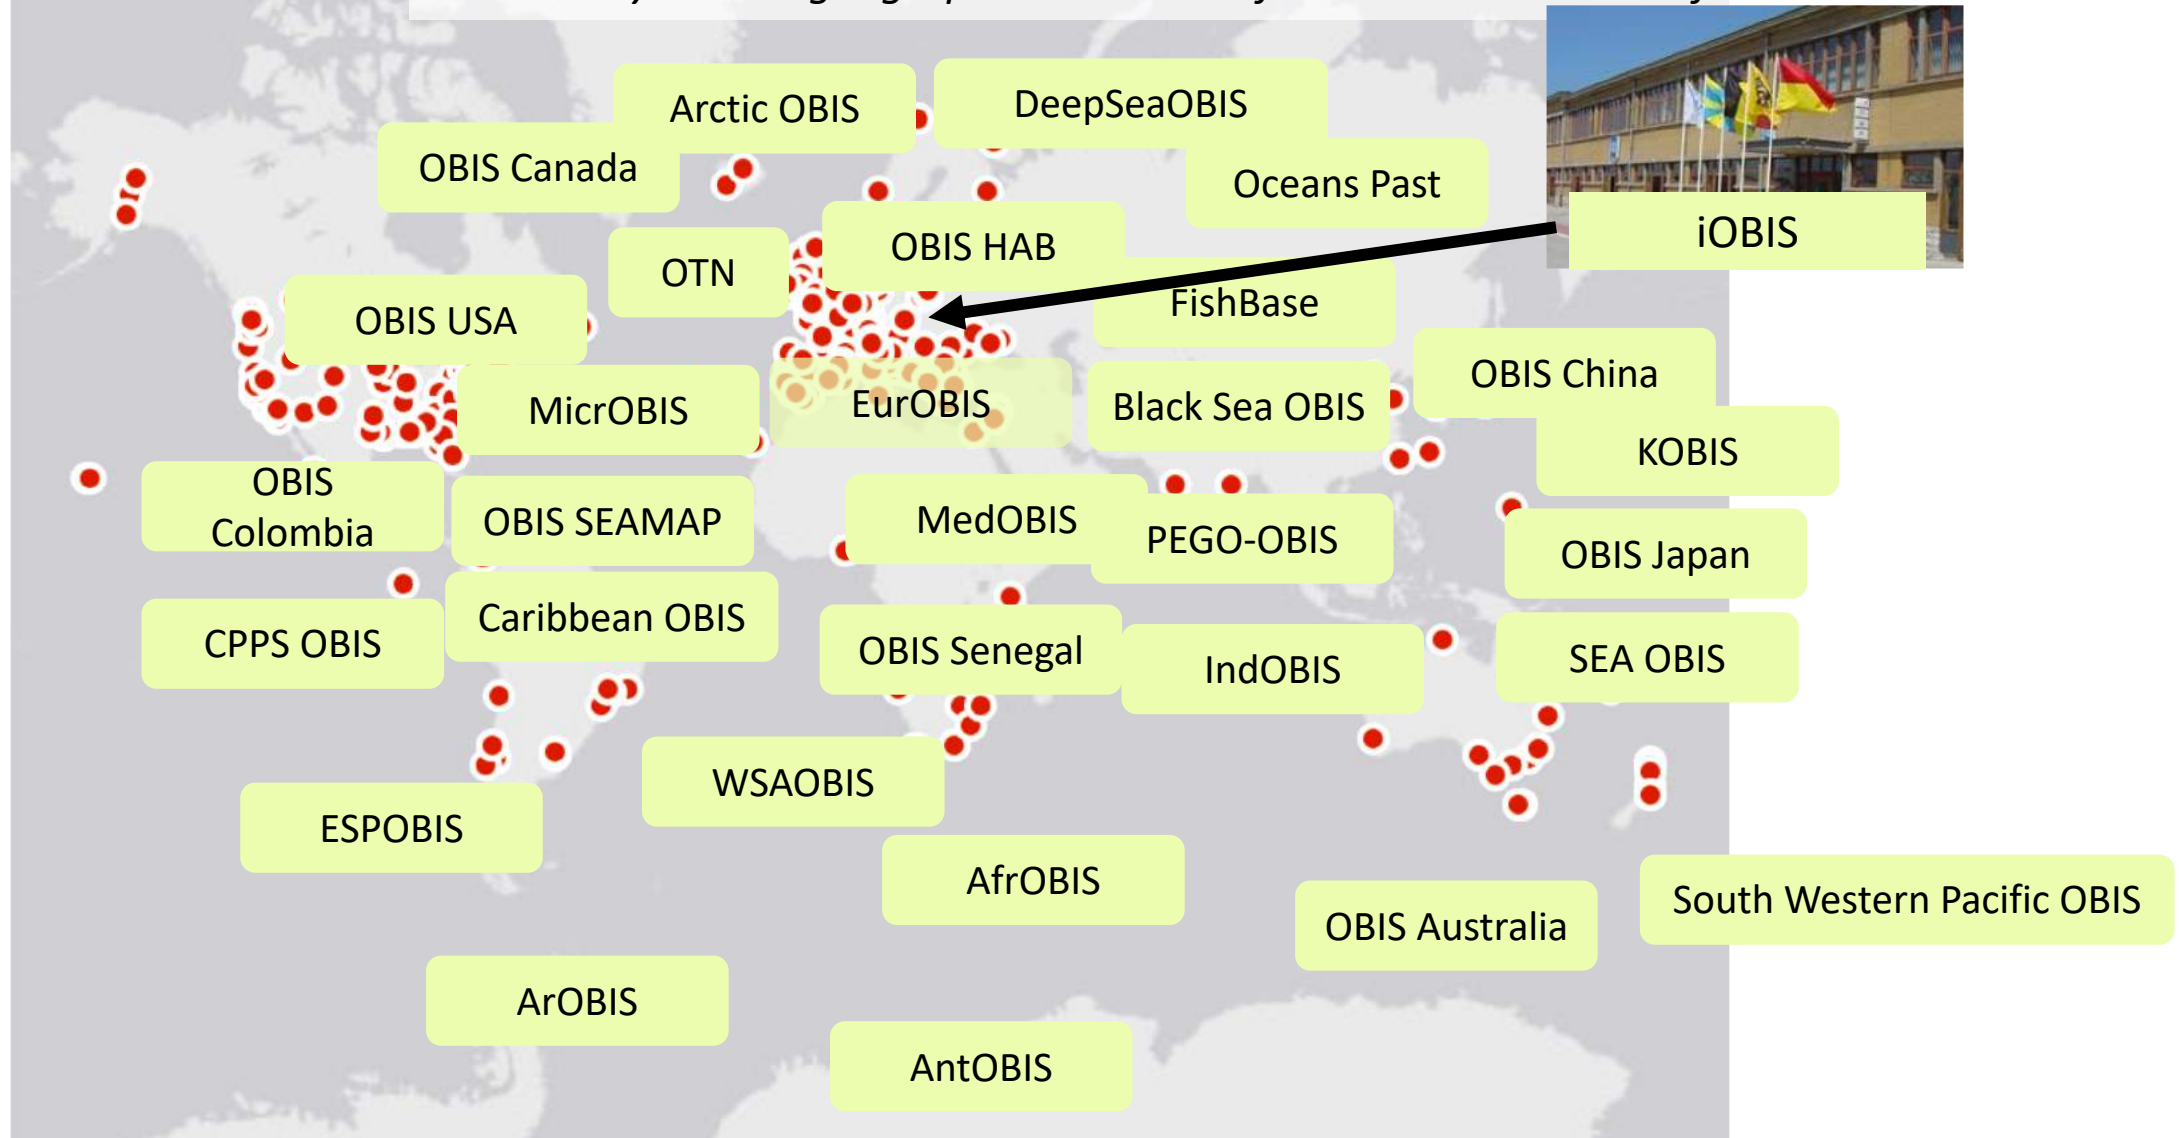 Arctic OBIS
DeepSeaOBIS
OBIS Canada
Oceans Past
iOBIS
OTN
OBIS HAB
FishBase
OBIS USA
OBIS China
MicrOBIS
EurOBIS
Black Sea OBIS
KOBIS
OBIS
Colombia
OBIS SEAMAP
MedOBIS
PEGO-OBIS
OBIS Japan
CPPS OBIS
Caribbean OBIS
OBIS Senegal
IndOBIS
SEA OBIS
WSAOBIS
ESPOBIS
AfrOBIS
OBIS Australia
South Western Pacific OBIS
ArOBIS
AntOBIS